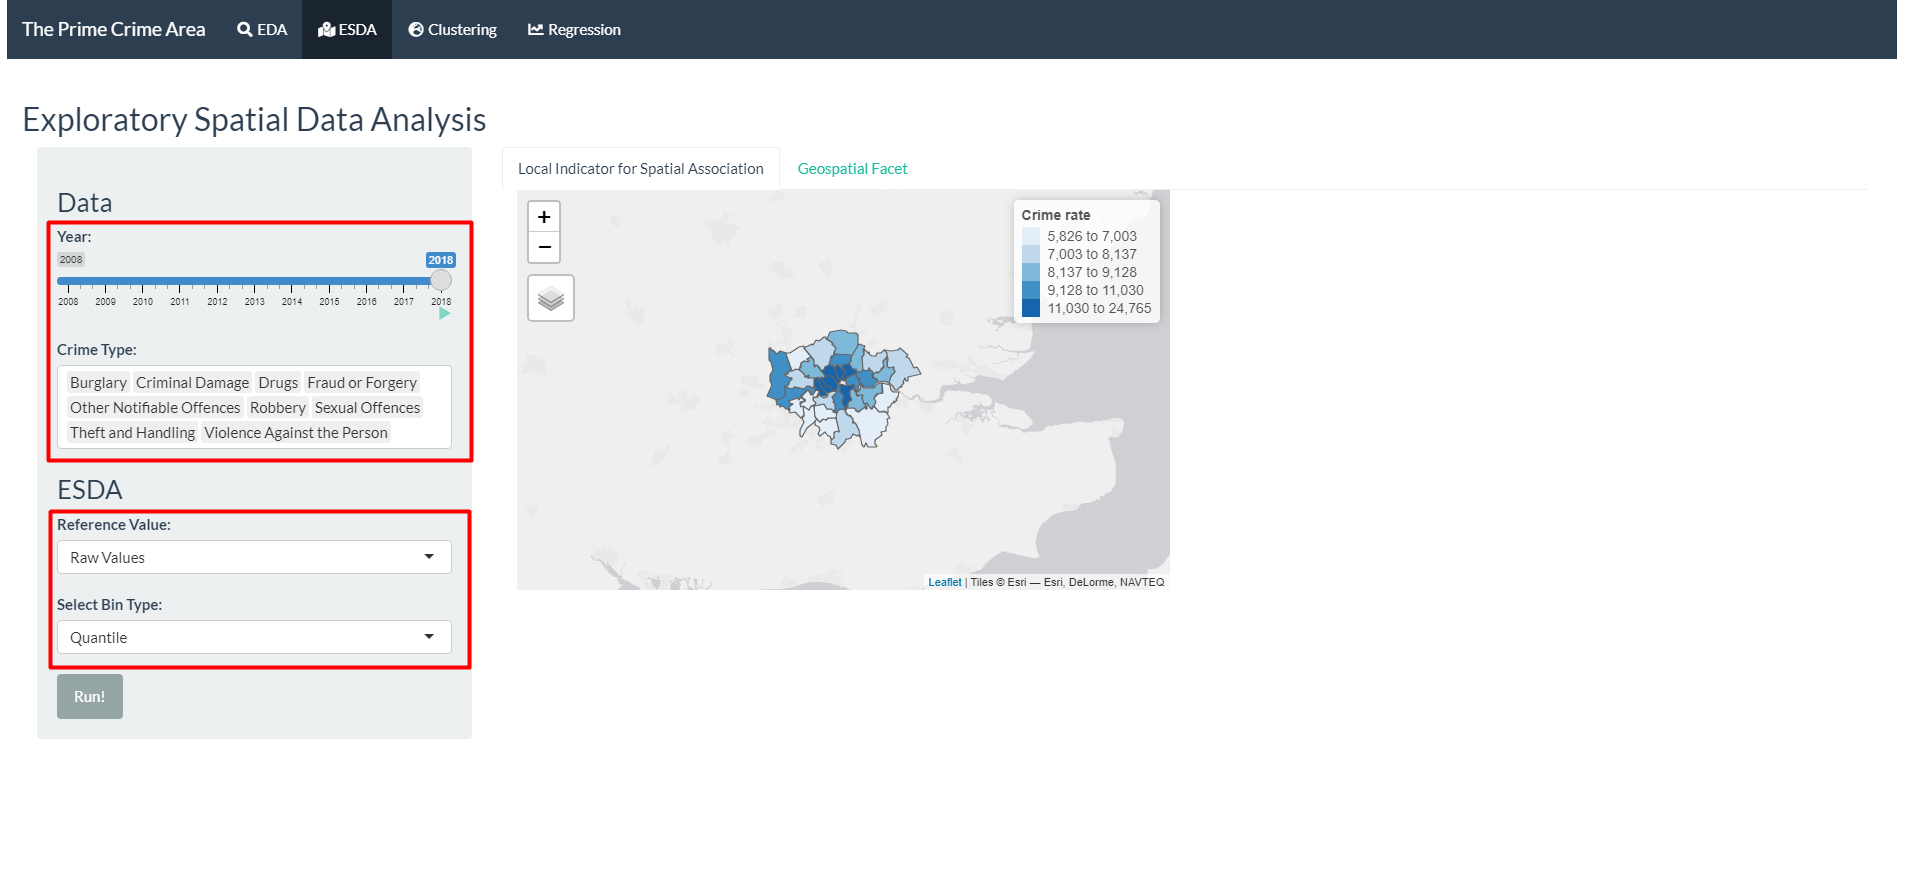 The Prime Crime Area EDA ESDA Clustering Regression
Exploratory Spatial Data Analysis
Data
Year:
2008 2018
2008 2009 2010 2011 2012 2013 2014 2015 2016 2017 2018
Crime Type:
Burglary Criminal Damage Drugs Fraud or Forgery
Other Notifiable Offences Robbery Sexual Offences
Theft and Handling Violence Against the Person
ESDA
Reference Value:
Raw Values
Select Bin Type:
Quantile
Run!
Local Indicator for Spatial Association Geospatial Facet
+
−
Crime rate
5,826 to 7,003
7,003 to 8,137
8,137 to 9,128
9,128 to 11,030
11,030 to 24,765
Leaflet | Tiles © Esri — Esri, DeLorme, NAVTEQ